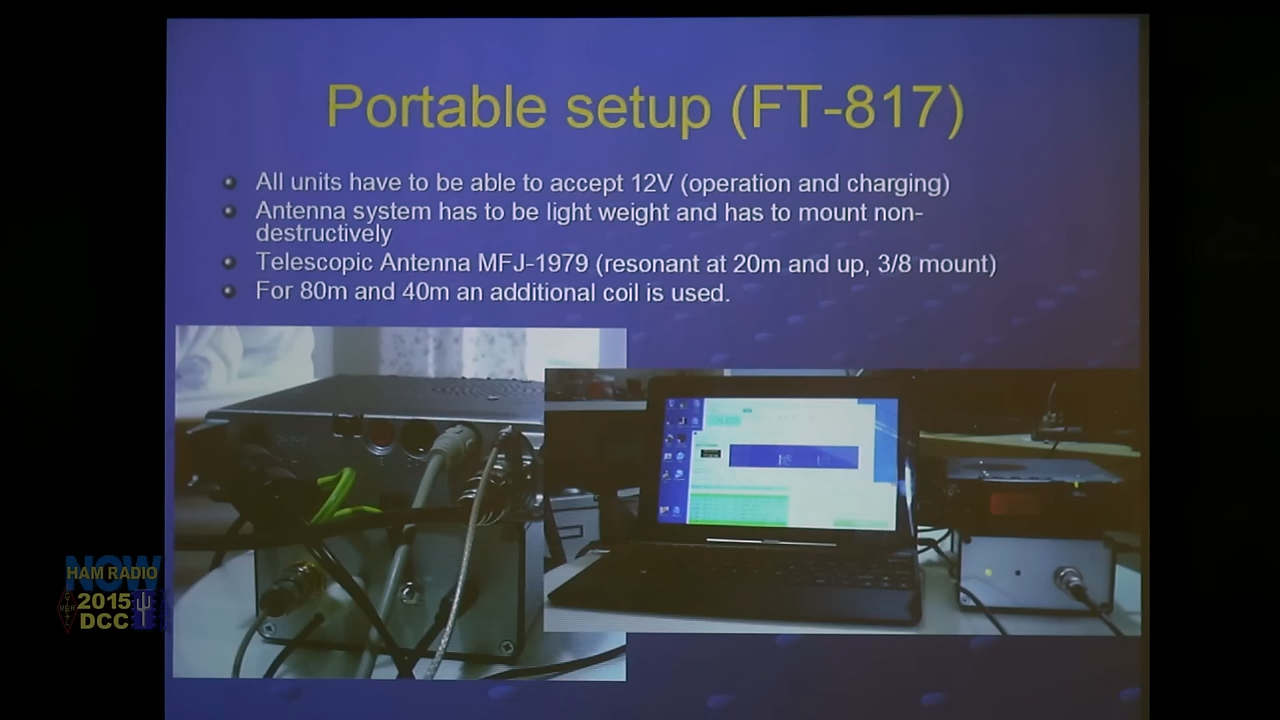 Portable setup (FT-817)
All units have to be able to accept 12V (operation and charging)
Antenna system has to be light weight and has to mount non-
destructively
Telescopic Antenna MFJ-1979 (resonant at 20m and up, 3/8 mount)
For 80m and 40m an additional coil is used.
NOW
HAM RADIO
2015
DCC